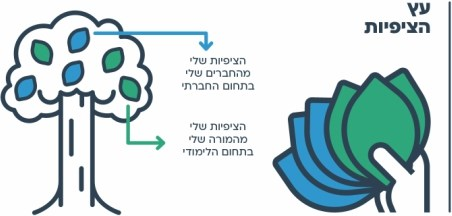 עץ
הציפיות
הציפיות שלי
מהחברים שלי
בתחום החברתי
הציפיות שלי
מהמורה שלי
בתחום הלימודי